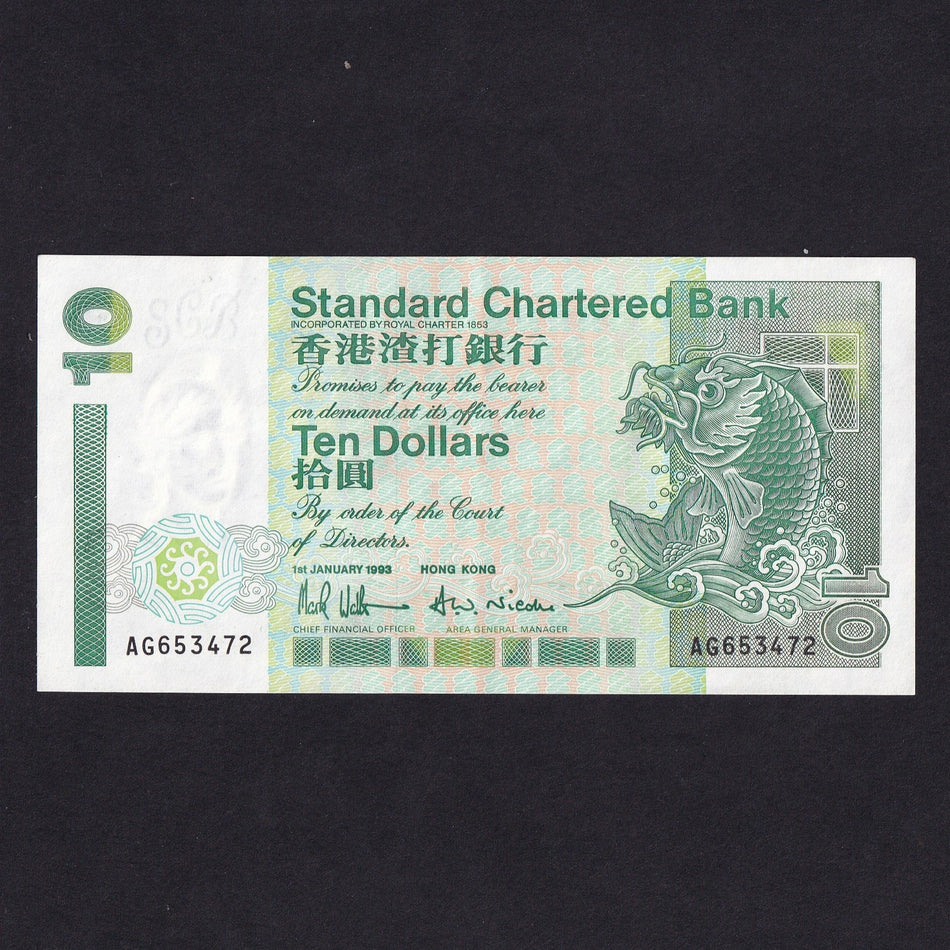 10
Standard Chartered Bank
INCORPORATED BY ROYAL CHARTER 1853
香港渣打銀行
Promises to pay the bearer
on demand at its office here
Ten Dollars
拾圓
By order of the Court
of Directors.
1st JANUARY 1993 HONG KONG
CHIEF FINANCIAL OFFICER AREA GENERAL MANAGER
AG653472 AG653472
10